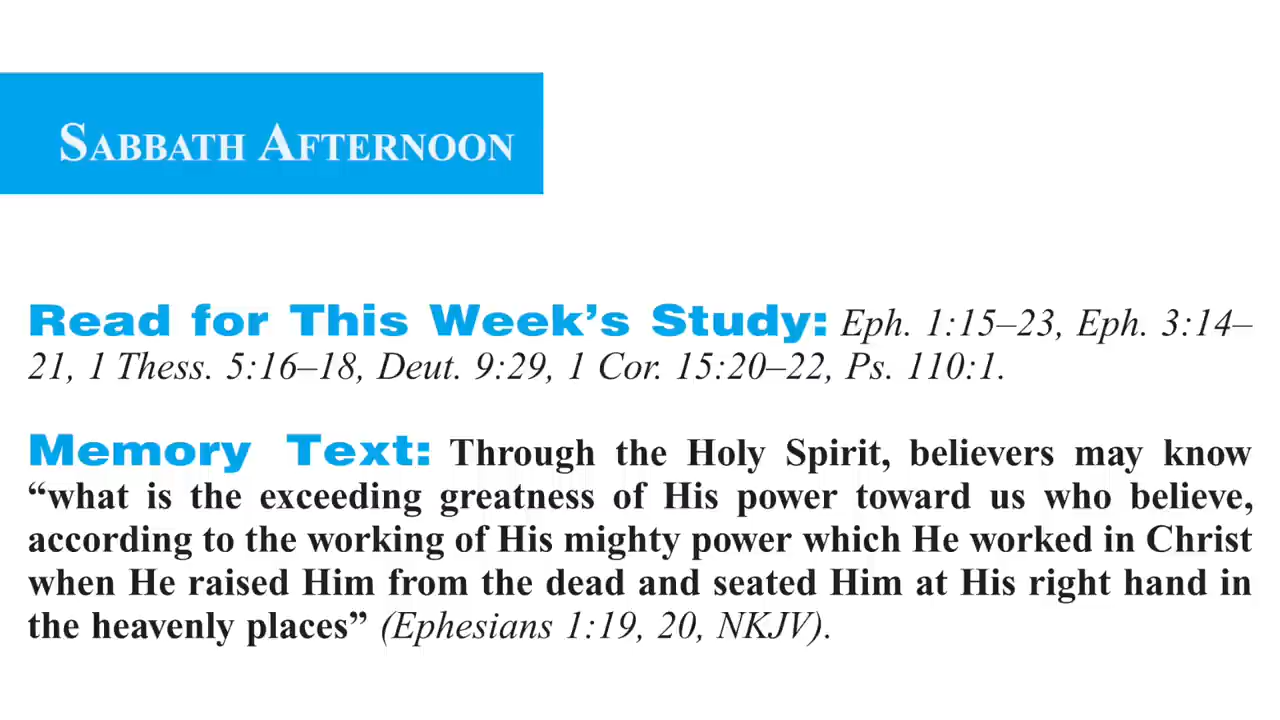 SABBATH AFTERNOON
Read for This Week’s Study: Eph. 1:15–23, Eph. 3:14–
21, 1 Thess. 5:16–18, Deut. 9:29, 1 Cor. 15:20–22, Ps. 110:1.
Memory Text: Through the Holy Spirit, believers may know
“what is the exceeding greatness of His power toward us who believe,
according to the working of His mighty power which He worked in Christ
when He raised Him from the dead and seated Him at His right hand in
the heavenly places” (Ephesians 1:19, 20, NKJV).